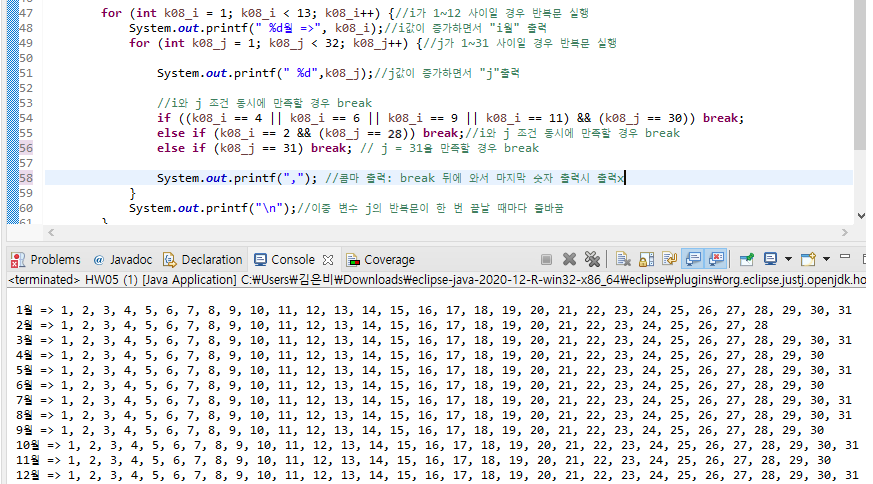 47 for (int k08_i = 1; k08_i < 13; k08_i++) {//i가 1~12 사이일 경우 반복문 실행
48 System.out.printf(" %d월 =>", k08_i);//i값이 증가하면서 "i월" 출력
49 for (int k08_j = 1; k08_j < 32; k08_j++) {//j가 1~31 사이일 경우 반복문 실행
50
51 System.out.printf(" %d",k08_j);//j값이 증가하면서 "j"출력
52
53 //i와 j 조건 동시에 만족할 경우 break
54 if ((k08_i == 4 || k08_i == 6 || k08_i == 9 || k08_i == 11) && (k08_j == 30)) break;
55 else if (k08_i == 2 && (k08_j == 28)) break;//i와 j 조건 동시에 만족할 경우 break
56 else if (k08_j == 31) break; // j = 31을 만족할 경우 break
57
58 System.out.printf(","); //콤마 출력: break 뒤에 와서 마지막 숫자 출력시 출력x
59 }
60 System.out.printf("\n");//이중 변수 j의 반복문이 한 번 끝날 때마다 줄바꿈
61 }
Problems @ Javadoc Declaration Console Coverage
<terminated> HW05 (1) [Java Application] C:₩Users₩김은비₩Downloads₩eclipse-java-2020-12-R-win32-x86_64₩eclipse₩plugins₩org.eclipse.justj.openjdk.ho
1월 => 1, 2, 3, 4, 5, 6, 7, 8, 9, 10, 11, 12, 13, 14, 15, 16, 17, 18, 19, 20, 21, 22, 23, 24, 25, 26, 27, 28, 29, 30, 31
2월 => 1, 2, 3, 4, 5, 6, 7, 8, 9, 10, 11, 12, 13, 14, 15, 16, 17, 18, 19, 20, 21, 22, 23, 24, 25, 26, 27, 28
3월 => 1, 2, 3, 4, 5, 6, 7, 8, 9, 10, 11, 12, 13, 14, 15, 16, 17, 18, 19, 20, 21, 22, 23, 24, 25, 26, 27, 28, 29, 30, 31
4월 => 1, 2, 3, 4, 5, 6, 7, 8, 9, 10, 11, 12, 13, 14, 15, 16, 17, 18, 19, 20, 21, 22, 23, 24, 25, 26, 27, 28, 29, 30
5월 => 1, 2, 3, 4, 5, 6, 7, 8, 9, 10, 11, 12, 13, 14, 15, 16, 17, 18, 19, 20, 21, 22, 23, 24, 25, 26, 27, 28, 29, 30, 31
6월 => 1, 2, 3, 4, 5, 6, 7, 8, 9, 10, 11, 12, 13, 14, 15, 16, 17, 18, 19, 20, 21, 22, 23, 24, 25, 26, 27, 28, 29, 30
7월 => 1, 2, 3, 4, 5, 6, 7, 8, 9, 10, 11, 12, 13, 14, 15, 16, 17, 18, 19, 20, 21, 22, 23, 24, 25, 26, 27, 28, 29, 30, 31
8월 => 1, 2, 3, 4, 5, 6, 7, 8, 9, 10, 11, 12, 13, 14, 15, 16, 17, 18, 19, 20, 21, 22, 23, 24, 25, 26, 27, 28, 29, 30, 31
9월 => 1, 2, 3, 4, 5, 6, 7, 8, 9, 10, 11, 12, 13, 14, 15, 16, 17, 18, 19, 20, 21, 22, 23, 24, 25, 26, 27, 28, 29, 30
10월 => 1, 2, 3, 4, 5, 6, 7, 8, 9, 10, 11, 12, 13, 14, 15, 16, 17, 18, 19, 20, 21, 22, 23, 24, 25, 26, 27, 28, 29, 30, 31
11월 => 1, 2, 3, 4, 5, 6, 7, 8, 9, 10, 11, 12, 13, 14, 15, 16, 17, 18, 19, 20, 21, 22, 23, 24, 25, 26, 27, 28, 29, 30
12월 => 1, 2, 3, 4, 5, 6, 7, 8, 9, 10, 11, 12, 13, 14, 15, 16, 17, 18, 19, 20, 21, 22, 23, 24, 25, 26, 27, 28, 29, 30, 31